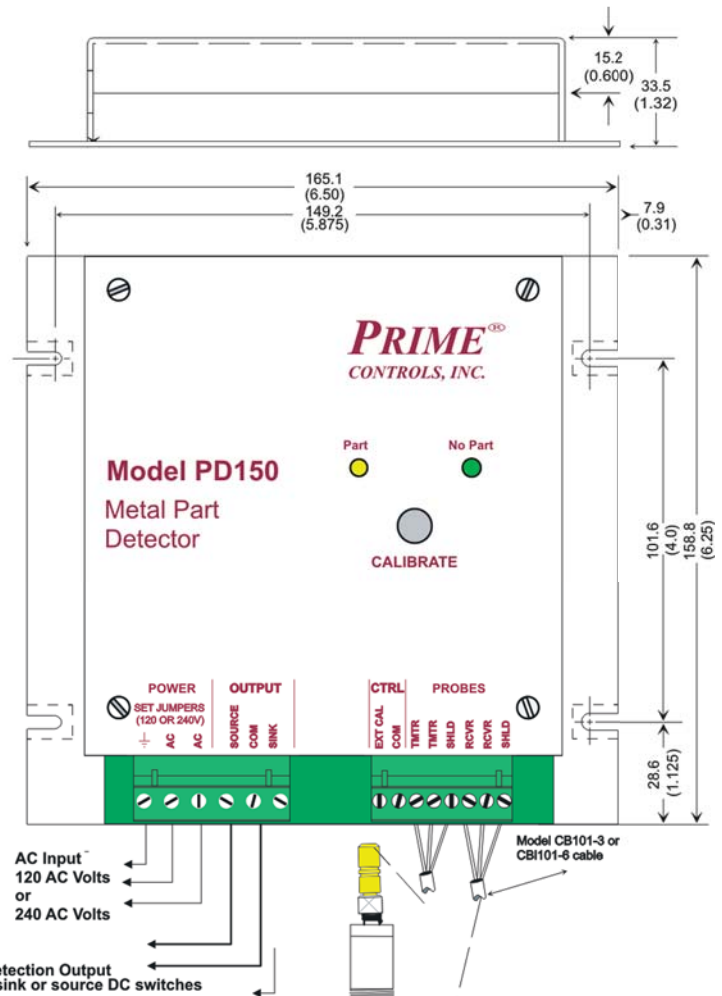 15.2
(0.600)
33.5
(1.32)
165.1
(6.50)
149.2
(5.875)
7.9
(0.31)
PRIME®
CONTROLS, INC.
Part
No Part
Model PD150
Metal Part
Detector
CALIBRATE
101.6
(4.0)
158.8
(6.25)
POWER
SET JUMPERS
(120 OR 240V)
AC
AC
OUTPUT
SOURCE
COM
SINK
CTRL
EXT CAL
COM
PROBES
TMTR
TMTR
SHLD
RCVR
RCVR
SHLD
28.6
(1.125)
AC Input
120 AC Volts
or
240 AC Volts
Model CB101-3 or
CBI101-6 cable
etection Output
sink or source DC switches